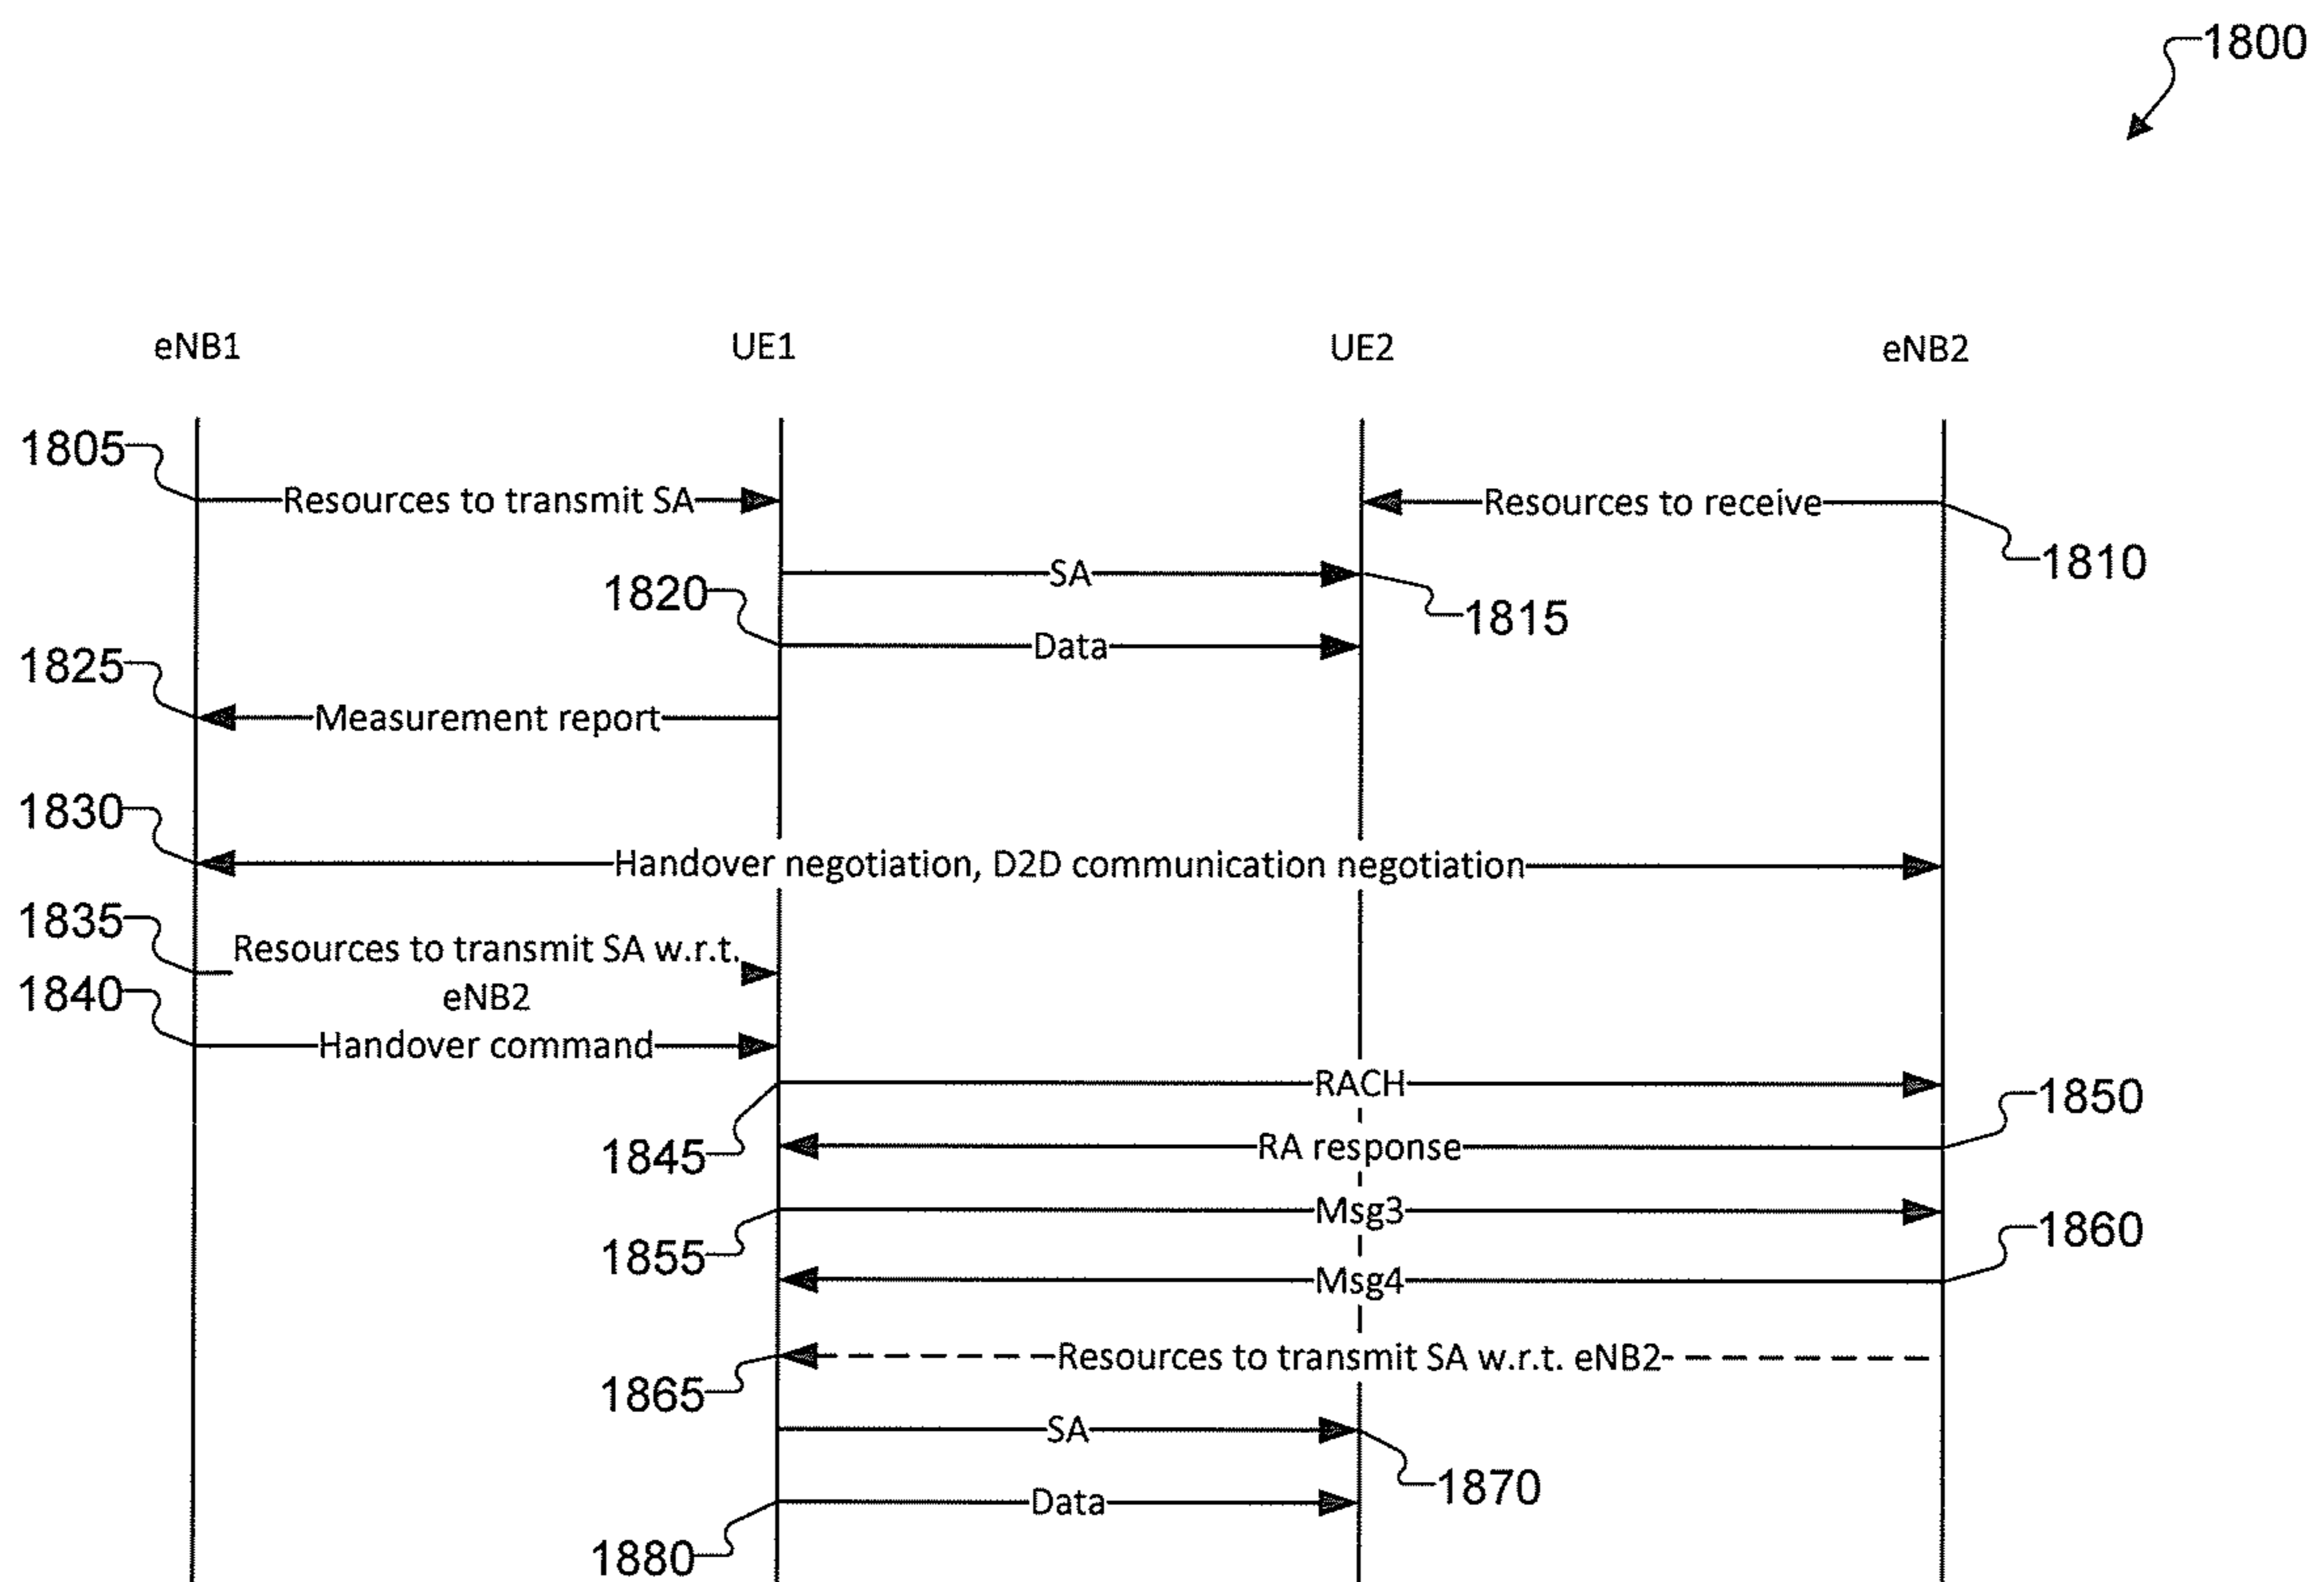 1800
eNB1
UE1
UE2
eNB2
1805
Resources to transmit SA
Resources to receive
1810
SA
1815
1820
Data
1825
Measurement report
1830
Handover negotiation, D2D communication negotiation
1835
Resources to transmit SA w.r.t.
eNB2
1840
Handover command
RACH
1850
1845
RA response
Msg3
1855
1860
Msg4
Resources to transmit SA w.r.t. eNB2
1865
SA
1870
Data
1880